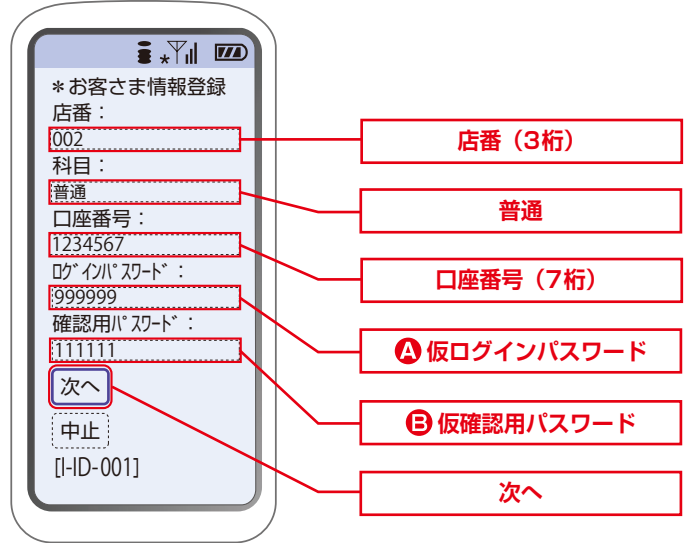 ＊お客さま情報登録
店番：
002
科目：
普通
口座番号：
1234567
ﾛｸﾞｲﾝﾊﾟｽﾜｰﾄﾞ：
999999
確認用ﾊﾟｽﾜｰﾄﾞ：
111111
次へ
中止
[I-ID-001]
店番（3桁）
普通
口座番号（7桁）
A 仮ログインパスワード
B 仮確認用パスワード
次へ